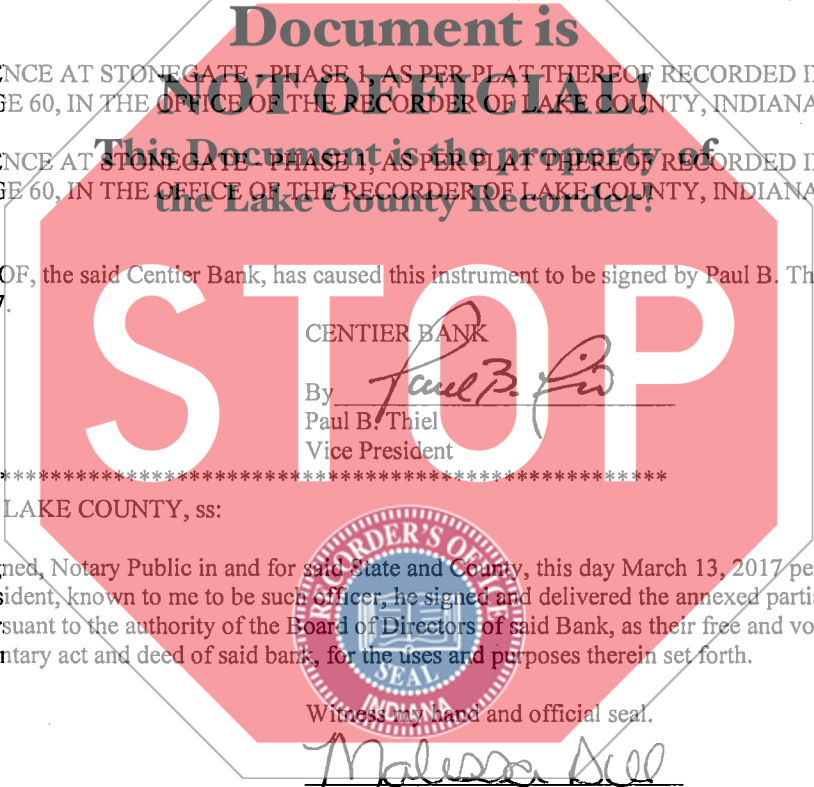 Document is
NCE AT STONEGATE - PHASE 1, AS PER PLAT THEREOF RECORDED I
NOT OFFICIAL!
GE 60, IN THE OFFICE OF THE RECORDER OF LAKE COUNTY, INDIANA
This Document is the property of
NCE AT STONEGATE - PHASE 1, AS PER PLAT THEREOF RECORDED I
the Lake County Recorder!
GE 60, IN THE OFFICE OF THE RECORDER OF LAKE COUNTY, INDIANA
STOP
OF, the said Centier Bank, has caused this instrument to be signed by Paul B. Th
7.
CENTIER BANK
By Paul B.
Paul B. Thiel
Vice President
*******************************************************
LAKE COUNTY, ss:
RECORDER'S OFFICE
SEAL
INDIANA
ned, Notary Public in and for said State and County, this day March 13, 2017 pe
sident, known to me to be such officer, he signed and delivered the annexed parti
rsuant to the authority of the Board of Directors of said Bank, as their free and vo
ntary act and deed of said bank, for the uses and purposes therein set forth.
Witness my hand and official seal.